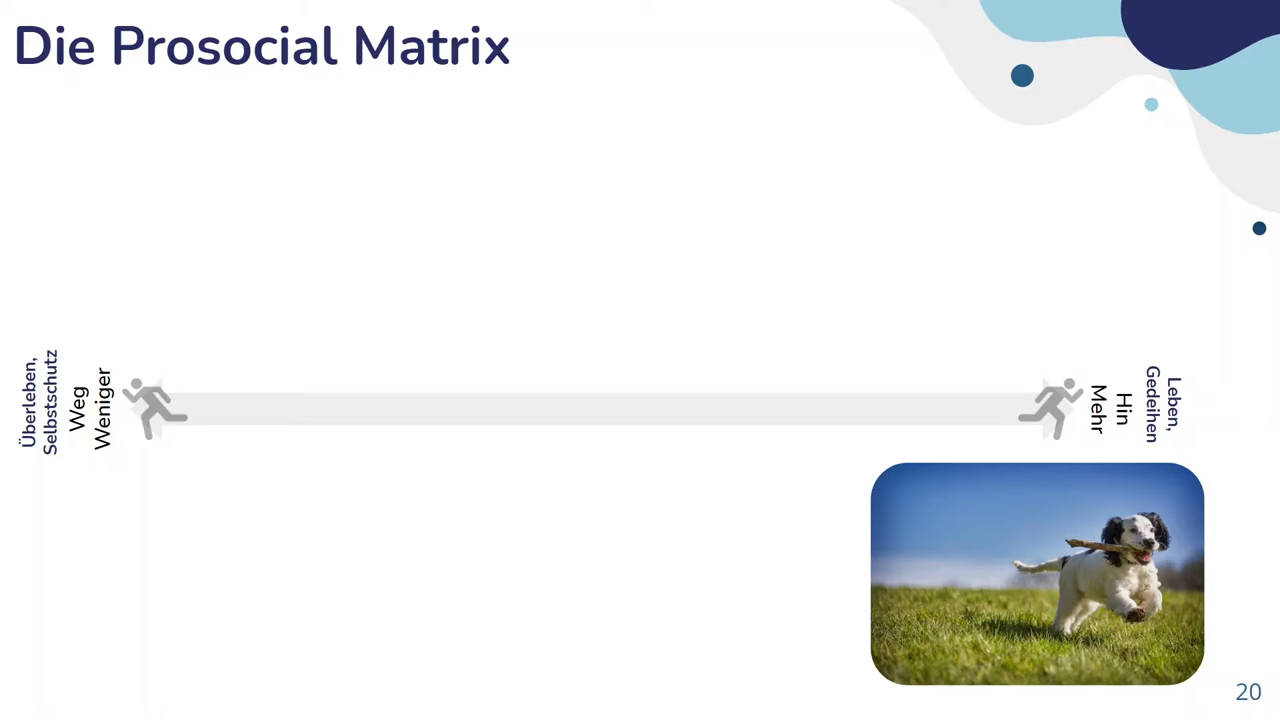 Die Prosocial Matrix
Überleben,
Selbstschutz
Weg
Weniger
Hin
Mehr
Leben,
Gedeihen
20